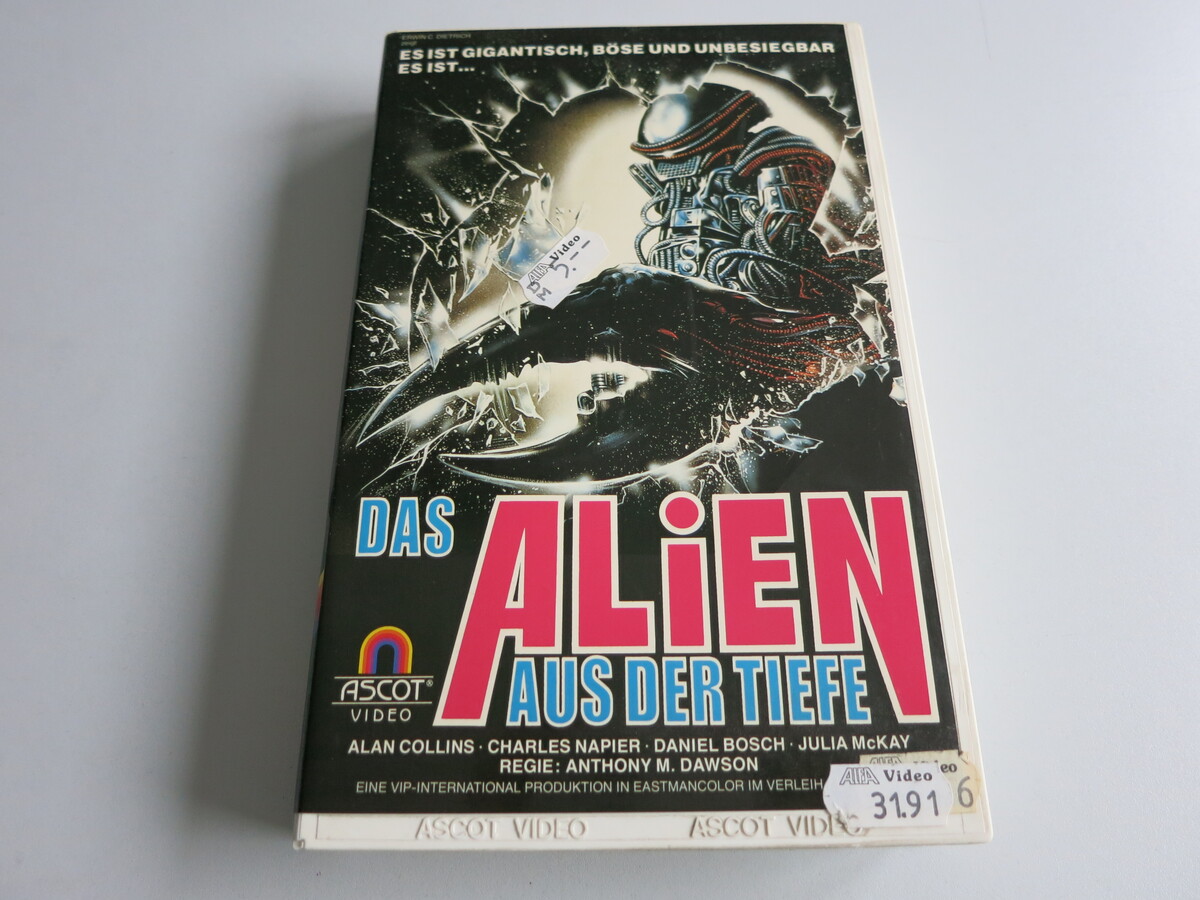 ERWIN C. DIETRICH
ES IST GIGANTISCH, BÖSE UND UNBESIEGBAR
ES IST...
Video
5.--
DAS
ALiEN
AUS DER TIEFE
ASCOT®
VIDEO
ALAN COLLINS · CHARLES NAPIER · DANIEL BOSCH · JULIA McKAY
REGIE: ANTHONY M. DAWSON
EINE VIP-INTERNATIONAL PRODUKTION IN EASTMANCOLOR IM VERLEIH
Video
3191
6
ASCOT VIDEO ASCOT VIDEO